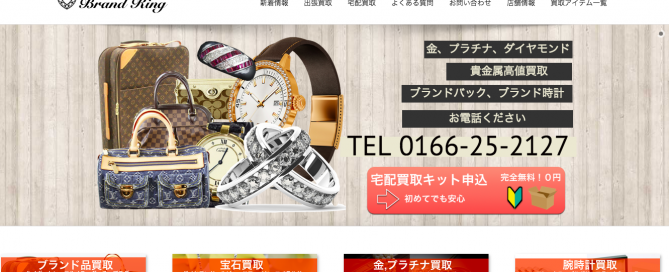 Brand King
新着情報 出張買取 宅配買取 よくある質問 お問い合わせ 店舗情報 買取アイテム一覧
金、プラチナ、ダイヤモンド
貴金属高値買取
ブランドバック、ブランド時計
お電話ください
TEL 0166-25-2127
宅配買取キット申込 完全無料！０円
初めてでも安心
ブランド品買取 宝石買取 金,プラチナ買取 腕時計買取